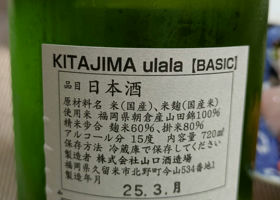 KITAJIMA ulala【BASIC】
品目 日本酒
原材料名 米(国産)、米麹(国産米)
使用米 福岡県朝倉産山田錦100%
精米歩合 麹米60%、掛米80%
アルコール分 15度 内容量 720ml
保存方法 冷蔵庫で保存してください
製造者 株式会社山口酒造場
福岡県久留米市北野町今山534番地1
製造年月
25.3.月